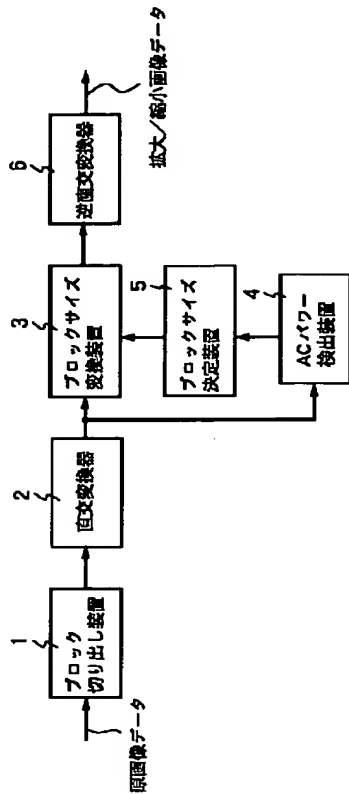 原画像データ
1
ブロック
切り出し装置
2
直交変換器
3
ブロックサイズ
変換装置
6
逆直交変換器
拡大/縮小画像データ
5
ブロックサイズ
決定装置
4
ACパワー
検出装置